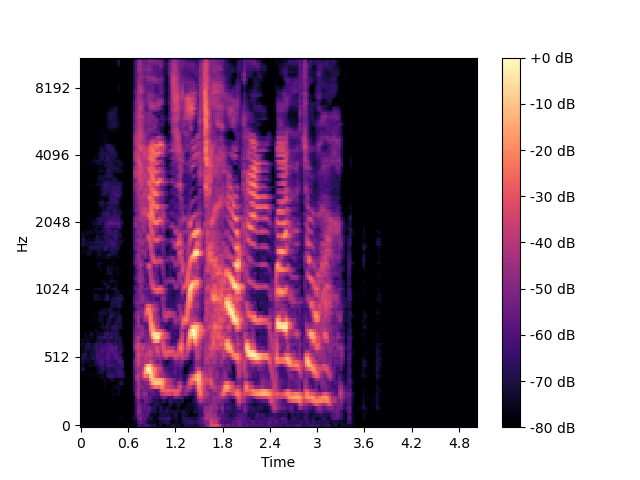 8192
4096
2048
1024
512
0
Hz
0 0.6 1.2 1.8 2.4 3 3.6 4.2 4.8
Time
+0 dB
-10 dB
-20 dB
-30 dB
-40 dB
-50 dB
-60 dB
-70 dB
-80 dB